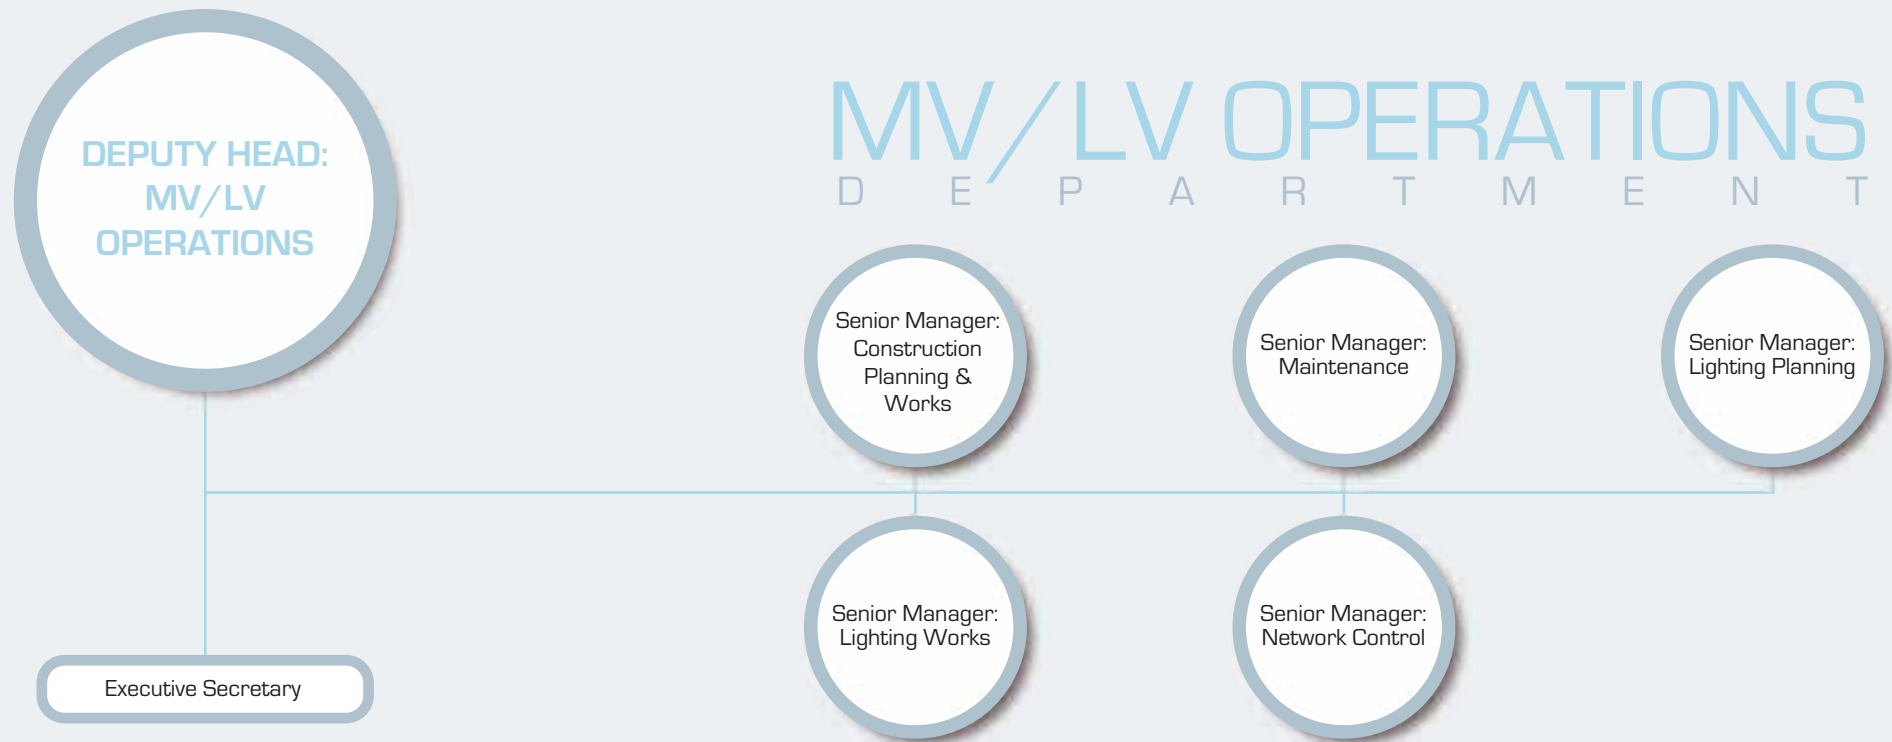 MV/LV OPERATIONS
DEPARTMENT
DEPUTY HEAD:
MV/LV
OPERATIONS
Senior Manager:
Construction
Planning &
Works
Senior Manager:
Maintenance
Senior Manager:
Lighting Planning
Senior Manager:
Lighting Works
Senior Manager:
Network Control
Executive Secretary